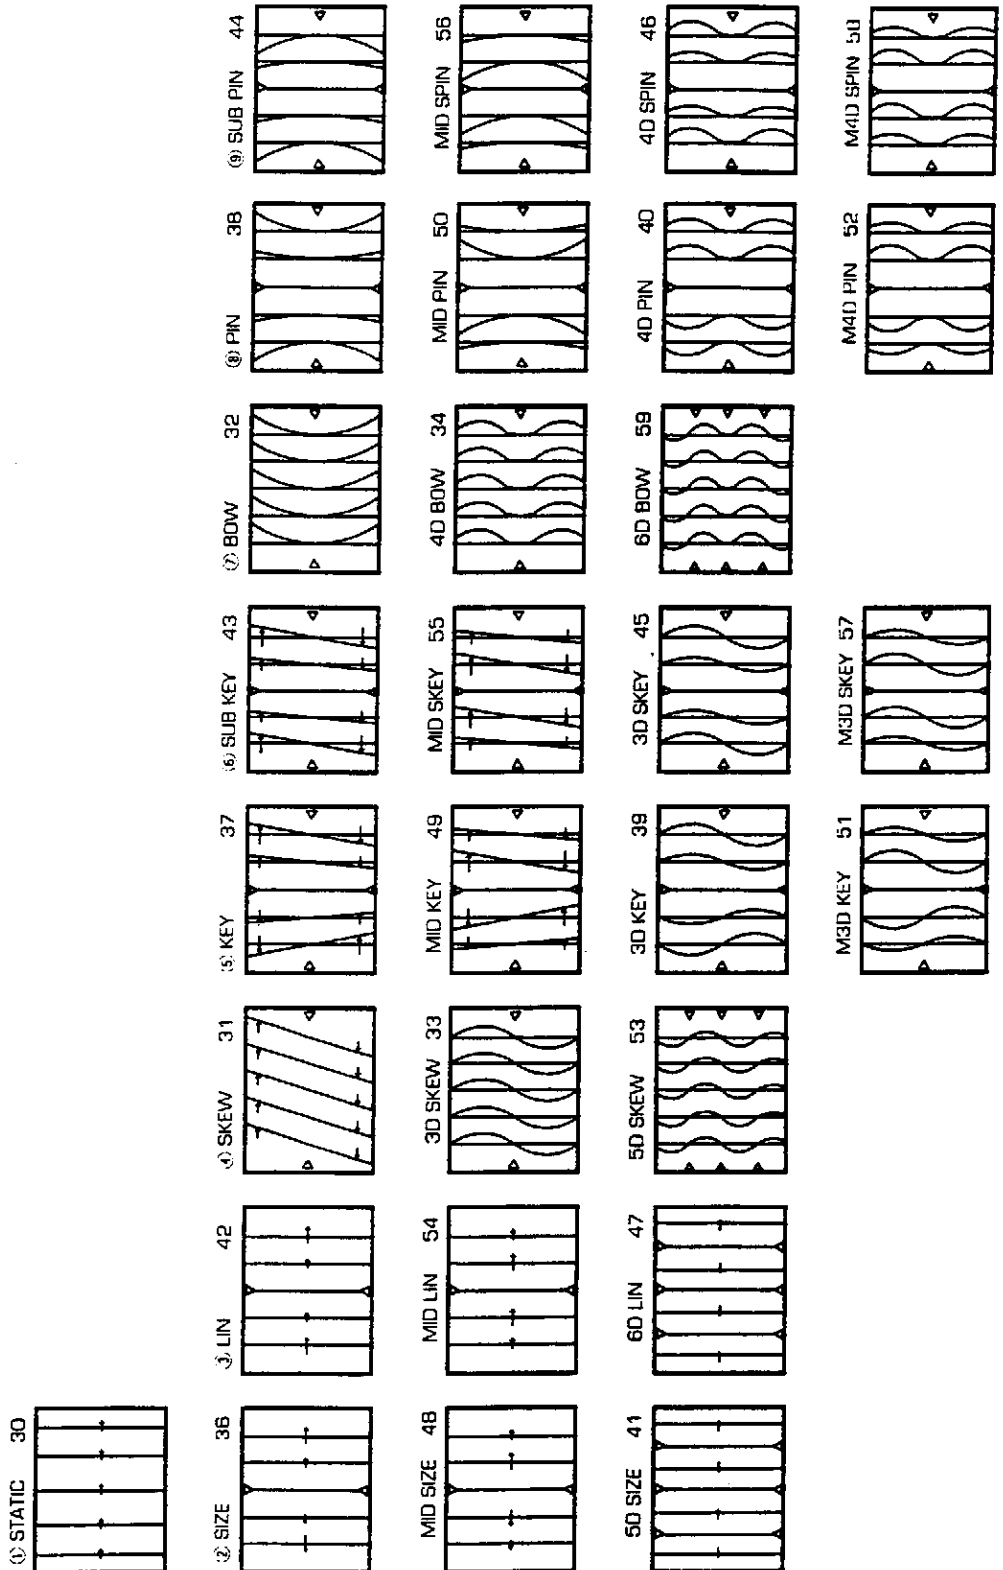 ① STATIC 30
② SIZE 36
③ LIN 42
④ SKEW 31
⑤ KEY 37
⑥ SUB KEY 43
⑦ BOW 32
⑧ PIN 38
⑨ SUB PIN 44
MID SIZE 48
MID LIN 54
3D SKEW 33
MID KEY 49
MID SKEY 55
4D BOW 34
MID PIN 50
MID SPIN 56
5D SIZE 41
6D LIN 47
5D SKEW 53
3D KEY 39
3D SKEY 45
6D BOW 59
4D PIN 40
4D SPIN 46
M3D KEY 51
M3D SKEY 57
M4D PIN 52
M4D SPIN 58